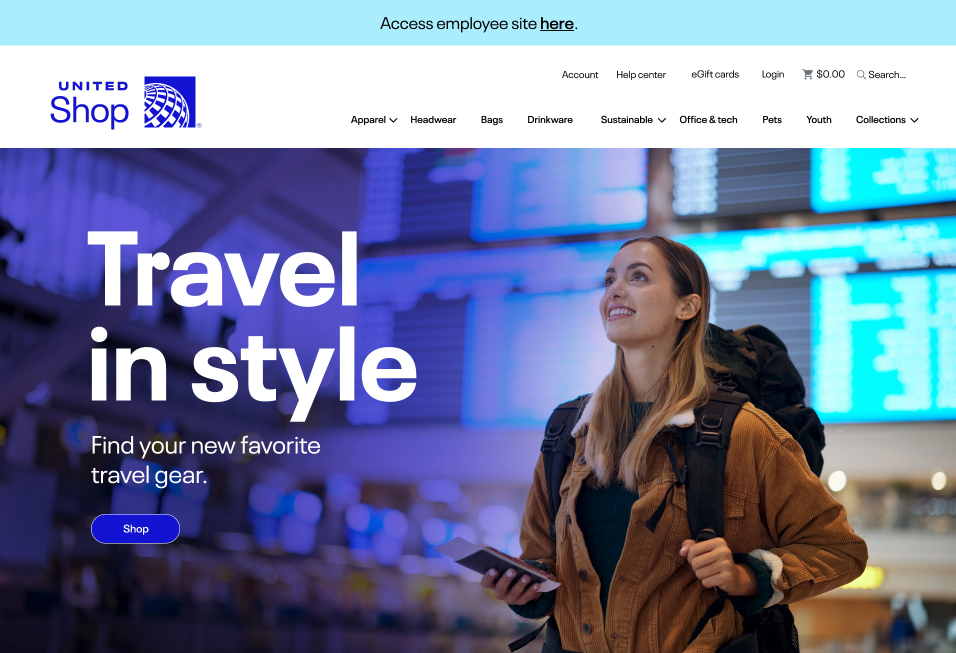 Access employee site here.
Account Help center eGift cards Login $0.00 Search...
UNITED
Shop
®
Apparel Headwear Bags Drinkware Sustainable Office & tech Pets Youth Collections
Travel
in style
Find your new favorite
travel gear.
Shop